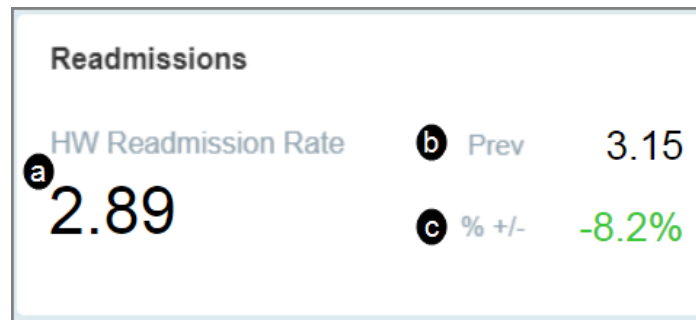 Readmissions
HW Readmission Rate
a
2.89
b Prev 3.15
c % +/- -8.2%